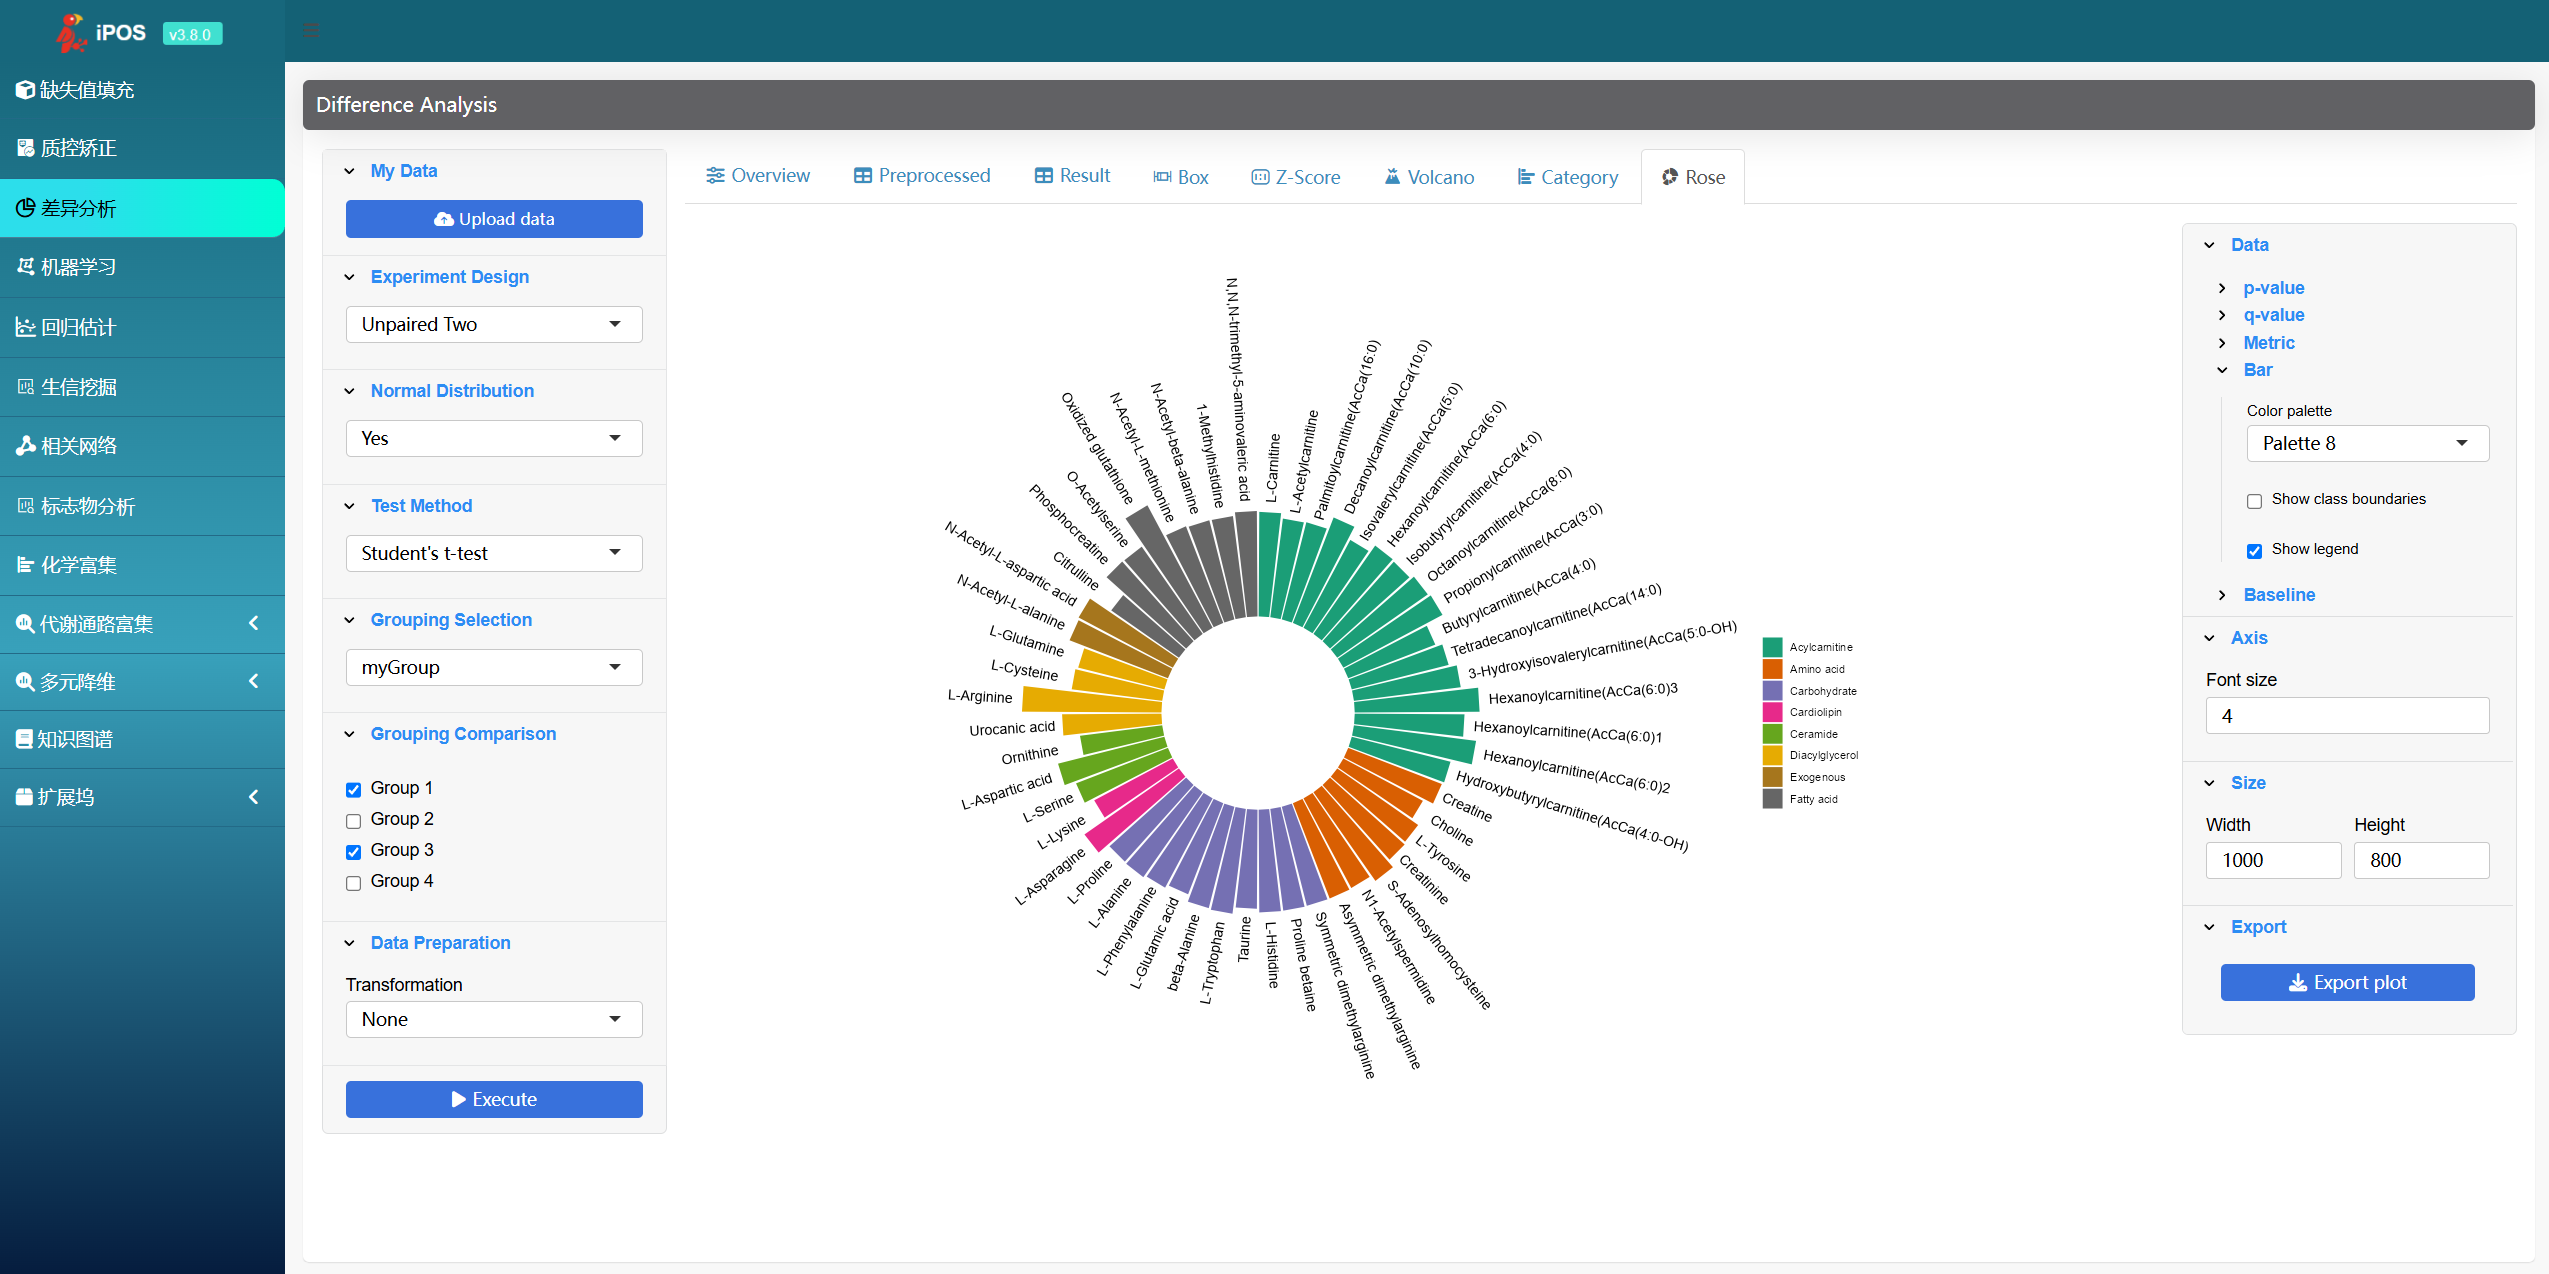 iPOS v3.8.0
缺失值填充
质控矫正
差异分析
机器学习
回归估计
生信挖掘
相关网络
标志物分析
化学富集
代谢通路富集
多元降维
知识图谱
扩展坞
Difference Analysis
My Data
Upload data
Experiment Design
Unpaired Two
Normal Distribution
Yes
Test Method
Student's t-test
Grouping Selection
myGroup
Grouping Comparison
Group 1
Group 2
Group 3
Group 4
Data Preparation
Transformation
None
Execute
Overview Preprocessed Result Box Z-Score Volcano Category Rose
N,N,N-trimethyl-5-aminovaleric acid
L-Carnitine
L-Acetylcarnitine
Palmitoylcarnitine(AcCa(16:0)
Decanoylcarnitine(AcCa(10:0)
Isovalerylcarnitine(AcCa(5:0)
Hexanoylcarnitine(AcCa(6:0)
Isobutyrylcarnitine(AcCa(4:0)
Octanoylcarnitine(AcCa(8:0)
Propionylcarnitine(AcCa(3:0)
Butyrylcarnitine(AcCa(4:0)
Tetradecanoylcarnitine(AcCa(14:0)
3-Hydroxyisovalerylcarnitine(AcCa(5:0-OH)
Hexanoylcarnitine(AcCa(6:0)3
Hexanoylcarnitine(AcCa(6:0)1
Hexanoylcarnitine(AcCa(6:0)2
Hydroxybutyrylcarnitine(AcCa(4:0-OH)
Creatine
Choline
L-Tyrosine
Creatinine
S-Adenosylhomocysteine
N1-Acetylspermidine
Asymmetric dimethylarginine
Symmetric dimethylarginine
Proline betaine
L-Histidine
Taurine
L-Tryptophan
beta-Alanine
L-Glutamic acid
L-Phenylalanine
L-Alanine
L-Proline
L-Asparagine
L-Lysine
L-Serine
L-Aspartic acid
Ornithine
Urocanic acid
L-Arginine
L-Cysteine
L-Glutamine
N-Acetyl-L-alanine
N-Acetyl-L-aspartic acid
Citrulline
Phosphocreatine
O-Acetylserine
Oxidized glutathione
N-Acetyl-L-methionine
N-Acetyl-beta-alanine
1-Methylhistidine
Acylcarnitine
Amino acid
Carbohydrate
Cardiolipin
Ceramide
Diacylglycerol
Exogenous
Fatty acid
Data
p-value
q-value
Metric
Bar
Color palette
Palette 8
Show class boundaries
Show legend
Baseline
Axis
Font size
4
Size
Width Height
1000 800
Export
Export plot